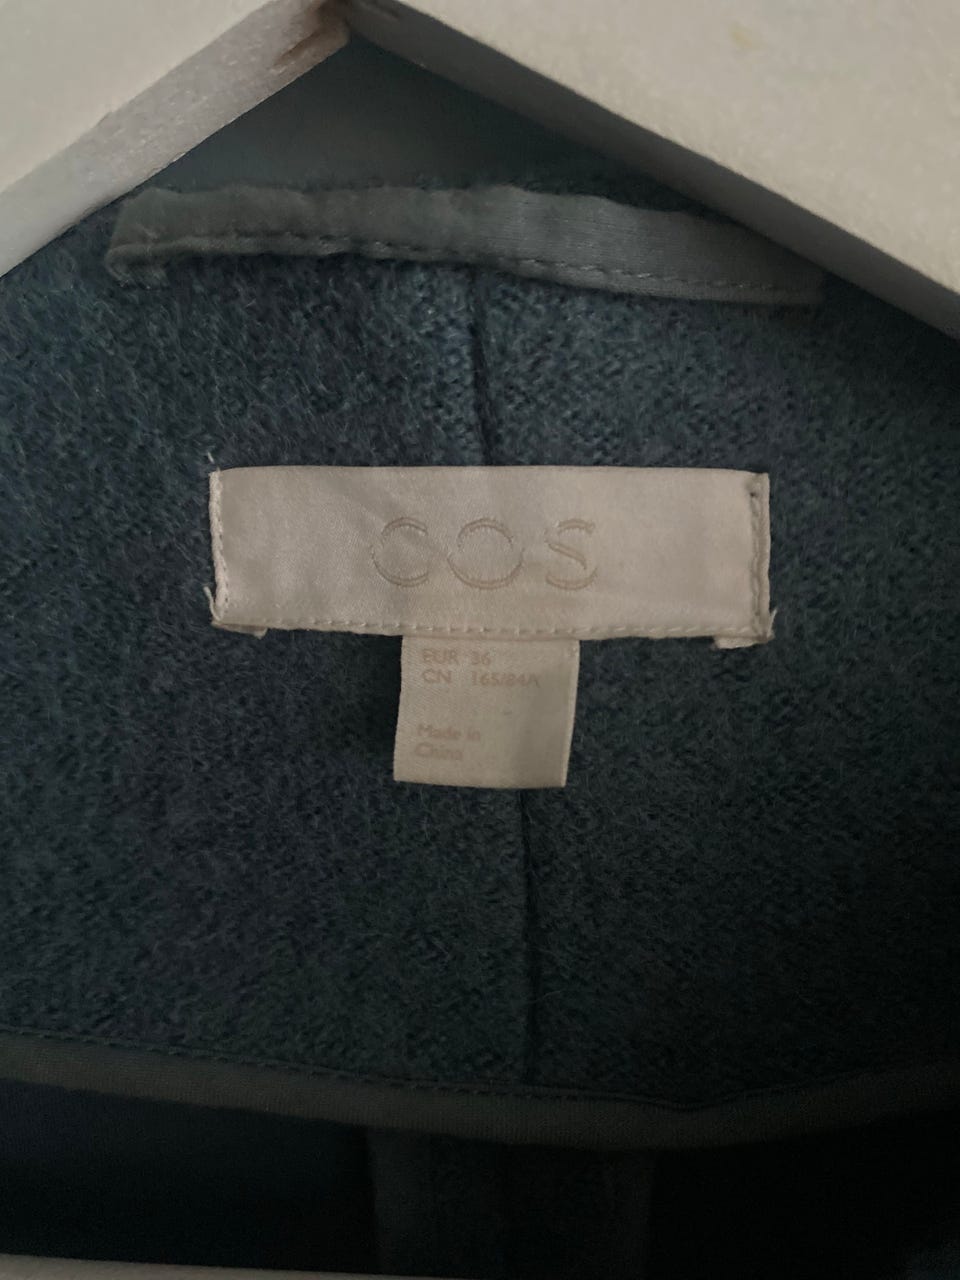 COS
EUR 36
CN 165/84A
Made in
China